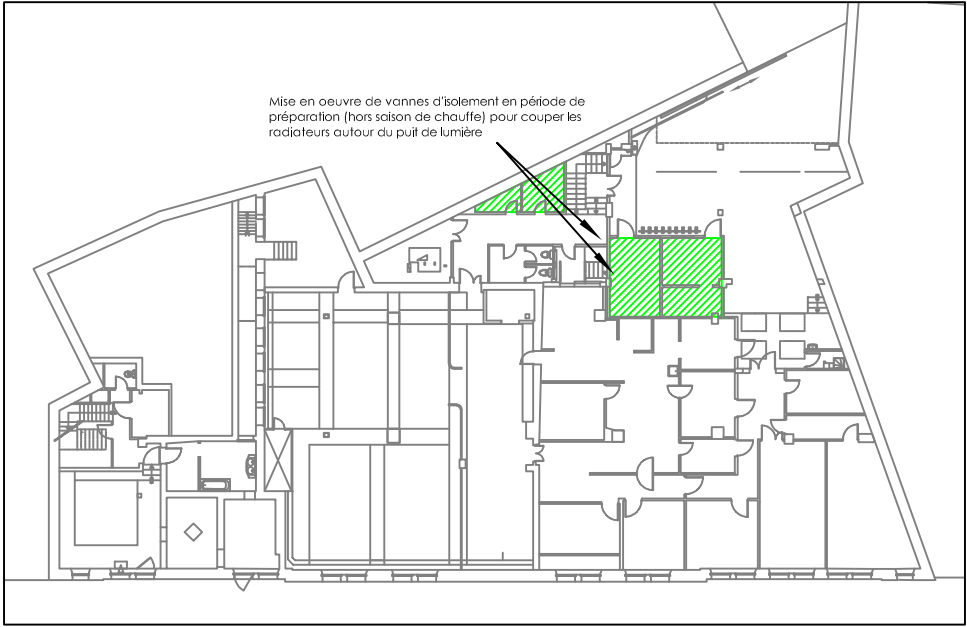 Mise en oeuvre de vannes d'isolement en période de
préparation (hors saison de chauffe) pour couper les
radiateurs autour du puit de lumière